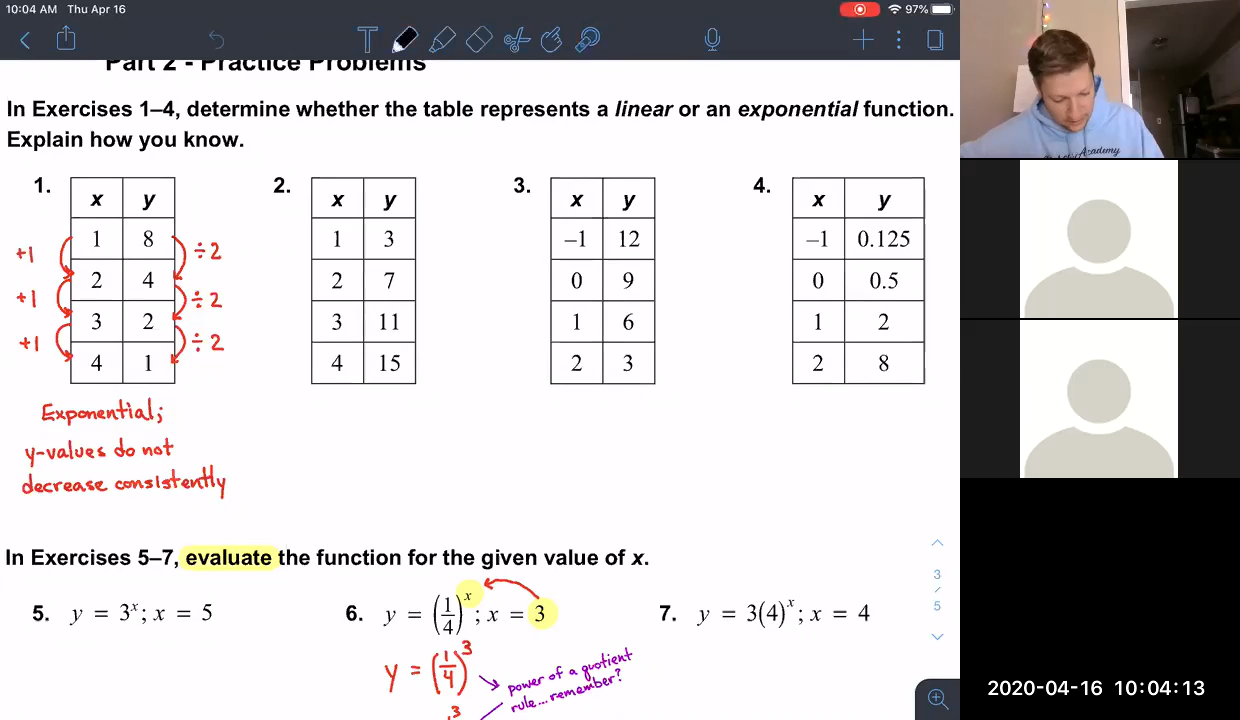 10:04 AM Thu Apr 16
97%
Part 2 - Practice Problems
In Exercises 1–4, determine whether the table represents a linear or an exponential function.
Explain how you know.
1.
x y
1 8
2 4
3 2
4 1
+1
+1
+1
÷2
÷2
÷2
Exponential;
y-values do not
decrease consistently
2.
x y
1 3
2 7
3 11
4 15
3.
x y
–1 12
0 9
1 6
2 3
4.
x y
–1 0.125
0 0.5
1 2
2 8
In Exercises 5–7, evaluate the function for the given value of x.
5. y = 3ˣ; x = 5
6. y = (1/4)ˣ; x = 3
y = (1/4)³
power of a quotient
rule... remember?
3
7. y = 3(4)ˣ; x = 4
3
/
5
Academy
2020-04-16 10:04:13